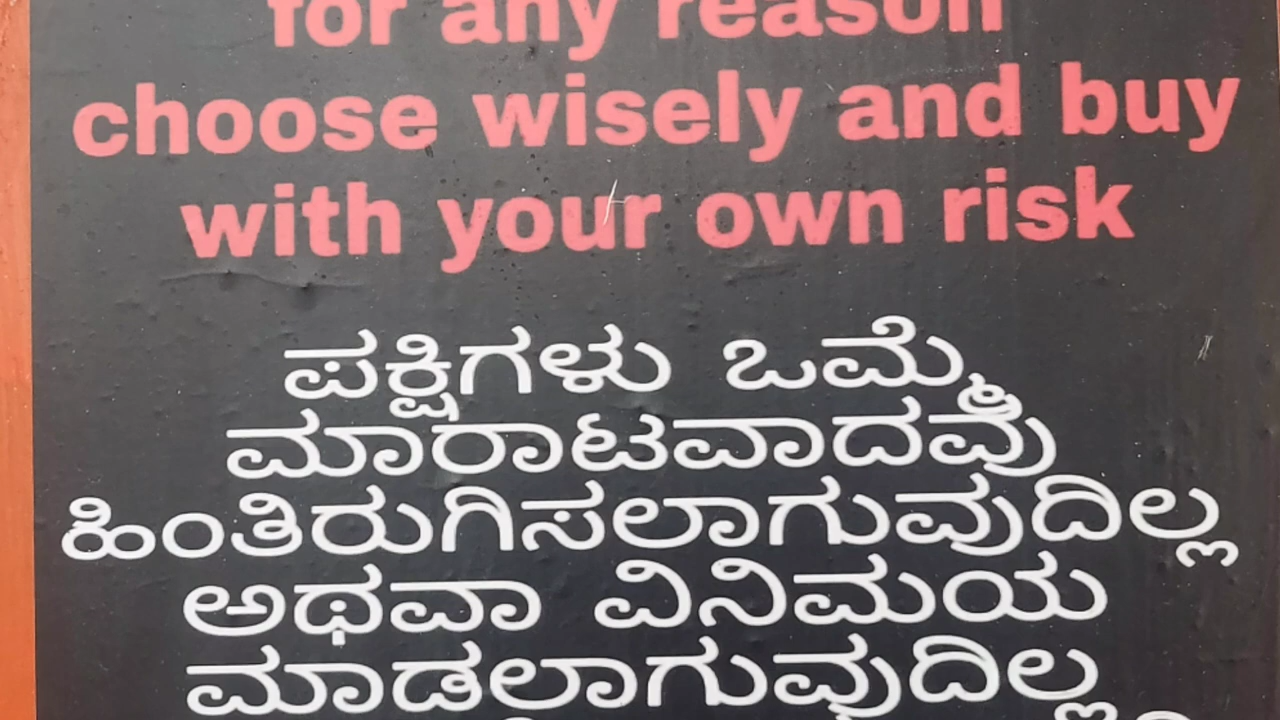 for any reason
choose wisely and buy
with your own risk
ಪಕ್ಷಿಗಳು ಒಮ್ಮೆ
ಮಾರಾಟವಾದವು
ಹಿಂತಿರುಗಿಸಲಾಗುವುದಿಲ್ಲ
ಅಥವಾ ವಿನಿಮಯ
ಮಾಡಲಾಗುವುದಿಲ್ಲ